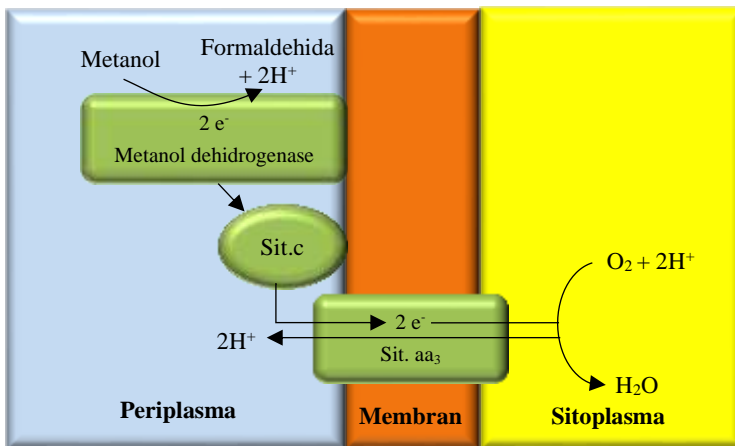 Metanol
Formaldehida
+ 2H⁺
2 e⁻
Metanol dehidrogenase
Sit.c
O₂ + 2H⁺
2 e⁻
2H⁺
Sit. aa₃
H₂O
Periplasma
Membran
Sitoplasma